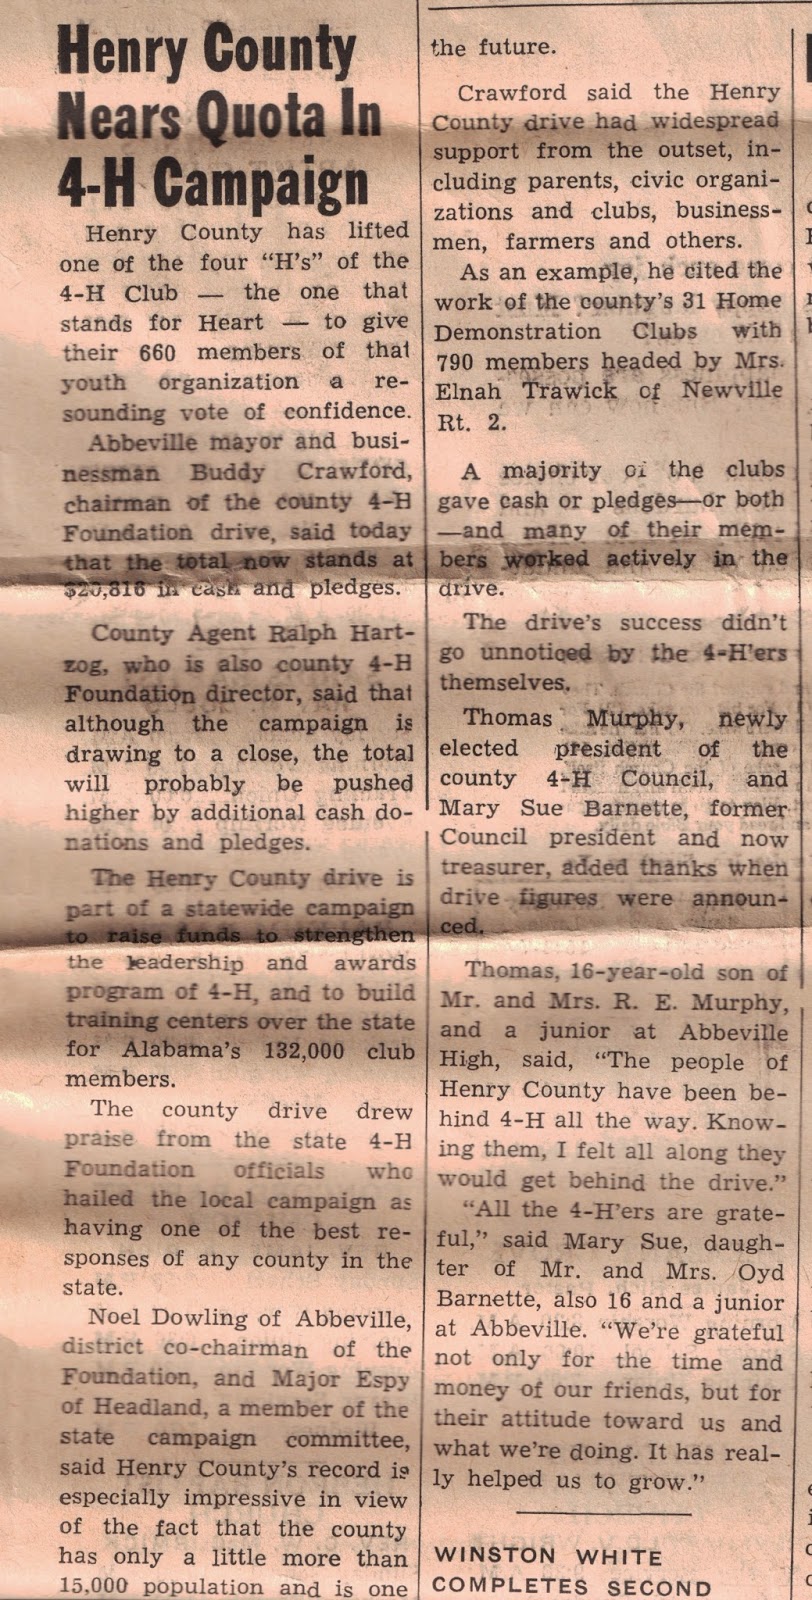 Henry County
Nears Quota In
4-H Campaign
Henry County has lifted
one of the four "H's" of the
4-H Club — the one that
stands for Heart — to give
their 660 members of that
youth organization a re-
sounding vote of confidence.
Abbeville mayor and busi-
nessman Buddy Crawford,
chairman of the county 4-H
Foundation drive, said today
that the total now stands at
$20,816 in cash and pledges.
County Agent Ralph Hart-
zog, who is also county 4-H
Foundation director, said that
although the campaign is
drawing to a close, the total
will probably be pushed
higher by additional cash do-
nations and pledges.
The Henry County drive is
part of a statewide campaign
to raise funds to strengthen
the leadership and awards
program of 4-H, and to build
training centers over the state
for Alabama's 132,000 club
members.
The county drive drew
praise from the state 4-H
Foundation officials who
hailed the local campaign as
having one of the best re-
sponses of any county in the
state.
Noel Dowling of Abbeville,
district co-chairman of the
Foundation, and Major Espy
of Headland, a member of the
state campaign committee,
said Henry County's record is
especially impressive in view
of the fact that the county
has only a little more than
15,000 population and is one
the future.
Crawford said the Henry
County drive had widespread
support from the outset, in-
cluding parents, civic organi-
zations and clubs, business-
men, farmers and others.
As an example, he cited the
work of the county's 31 Home
Demonstration Clubs with
790 members headed by Mrs.
Elnah Trawick of Newville
Rt. 2.
A majority of the clubs
gave cash or pledges—or both
—and many of their mem-
bers worked actively in the
drive.
The drive's success didn't
go unnoticed by the 4-H'ers
themselves.
Thomas Murphy, newly
elected president of the
county 4-H Council, and
Mary Sue Barnette, former
Council president and now
treasurer, added thanks when
drive figures were announ-
ced.
Thomas, 16-year-old son of
Mr. and Mrs. R. E. Murphy,
and a junior at Abbeville
High, said, "The people of
Henry County have been be-
hind 4-H all the way. Know-
ing them, I felt all along they
would get behind the drive."
"All the 4-H'ers are grate-
ful," said Mary Sue, daugh-
ter of Mr. and Mrs. Oyd
Barnette, also 16 and a junior
at Abbeville. "We're grateful
not only for the time and
money of our friends, but for
their attitude toward us and
what we're doing. It has real-
ly helped us to grow."
WINSTON WHITE
COMPLETES SECOND